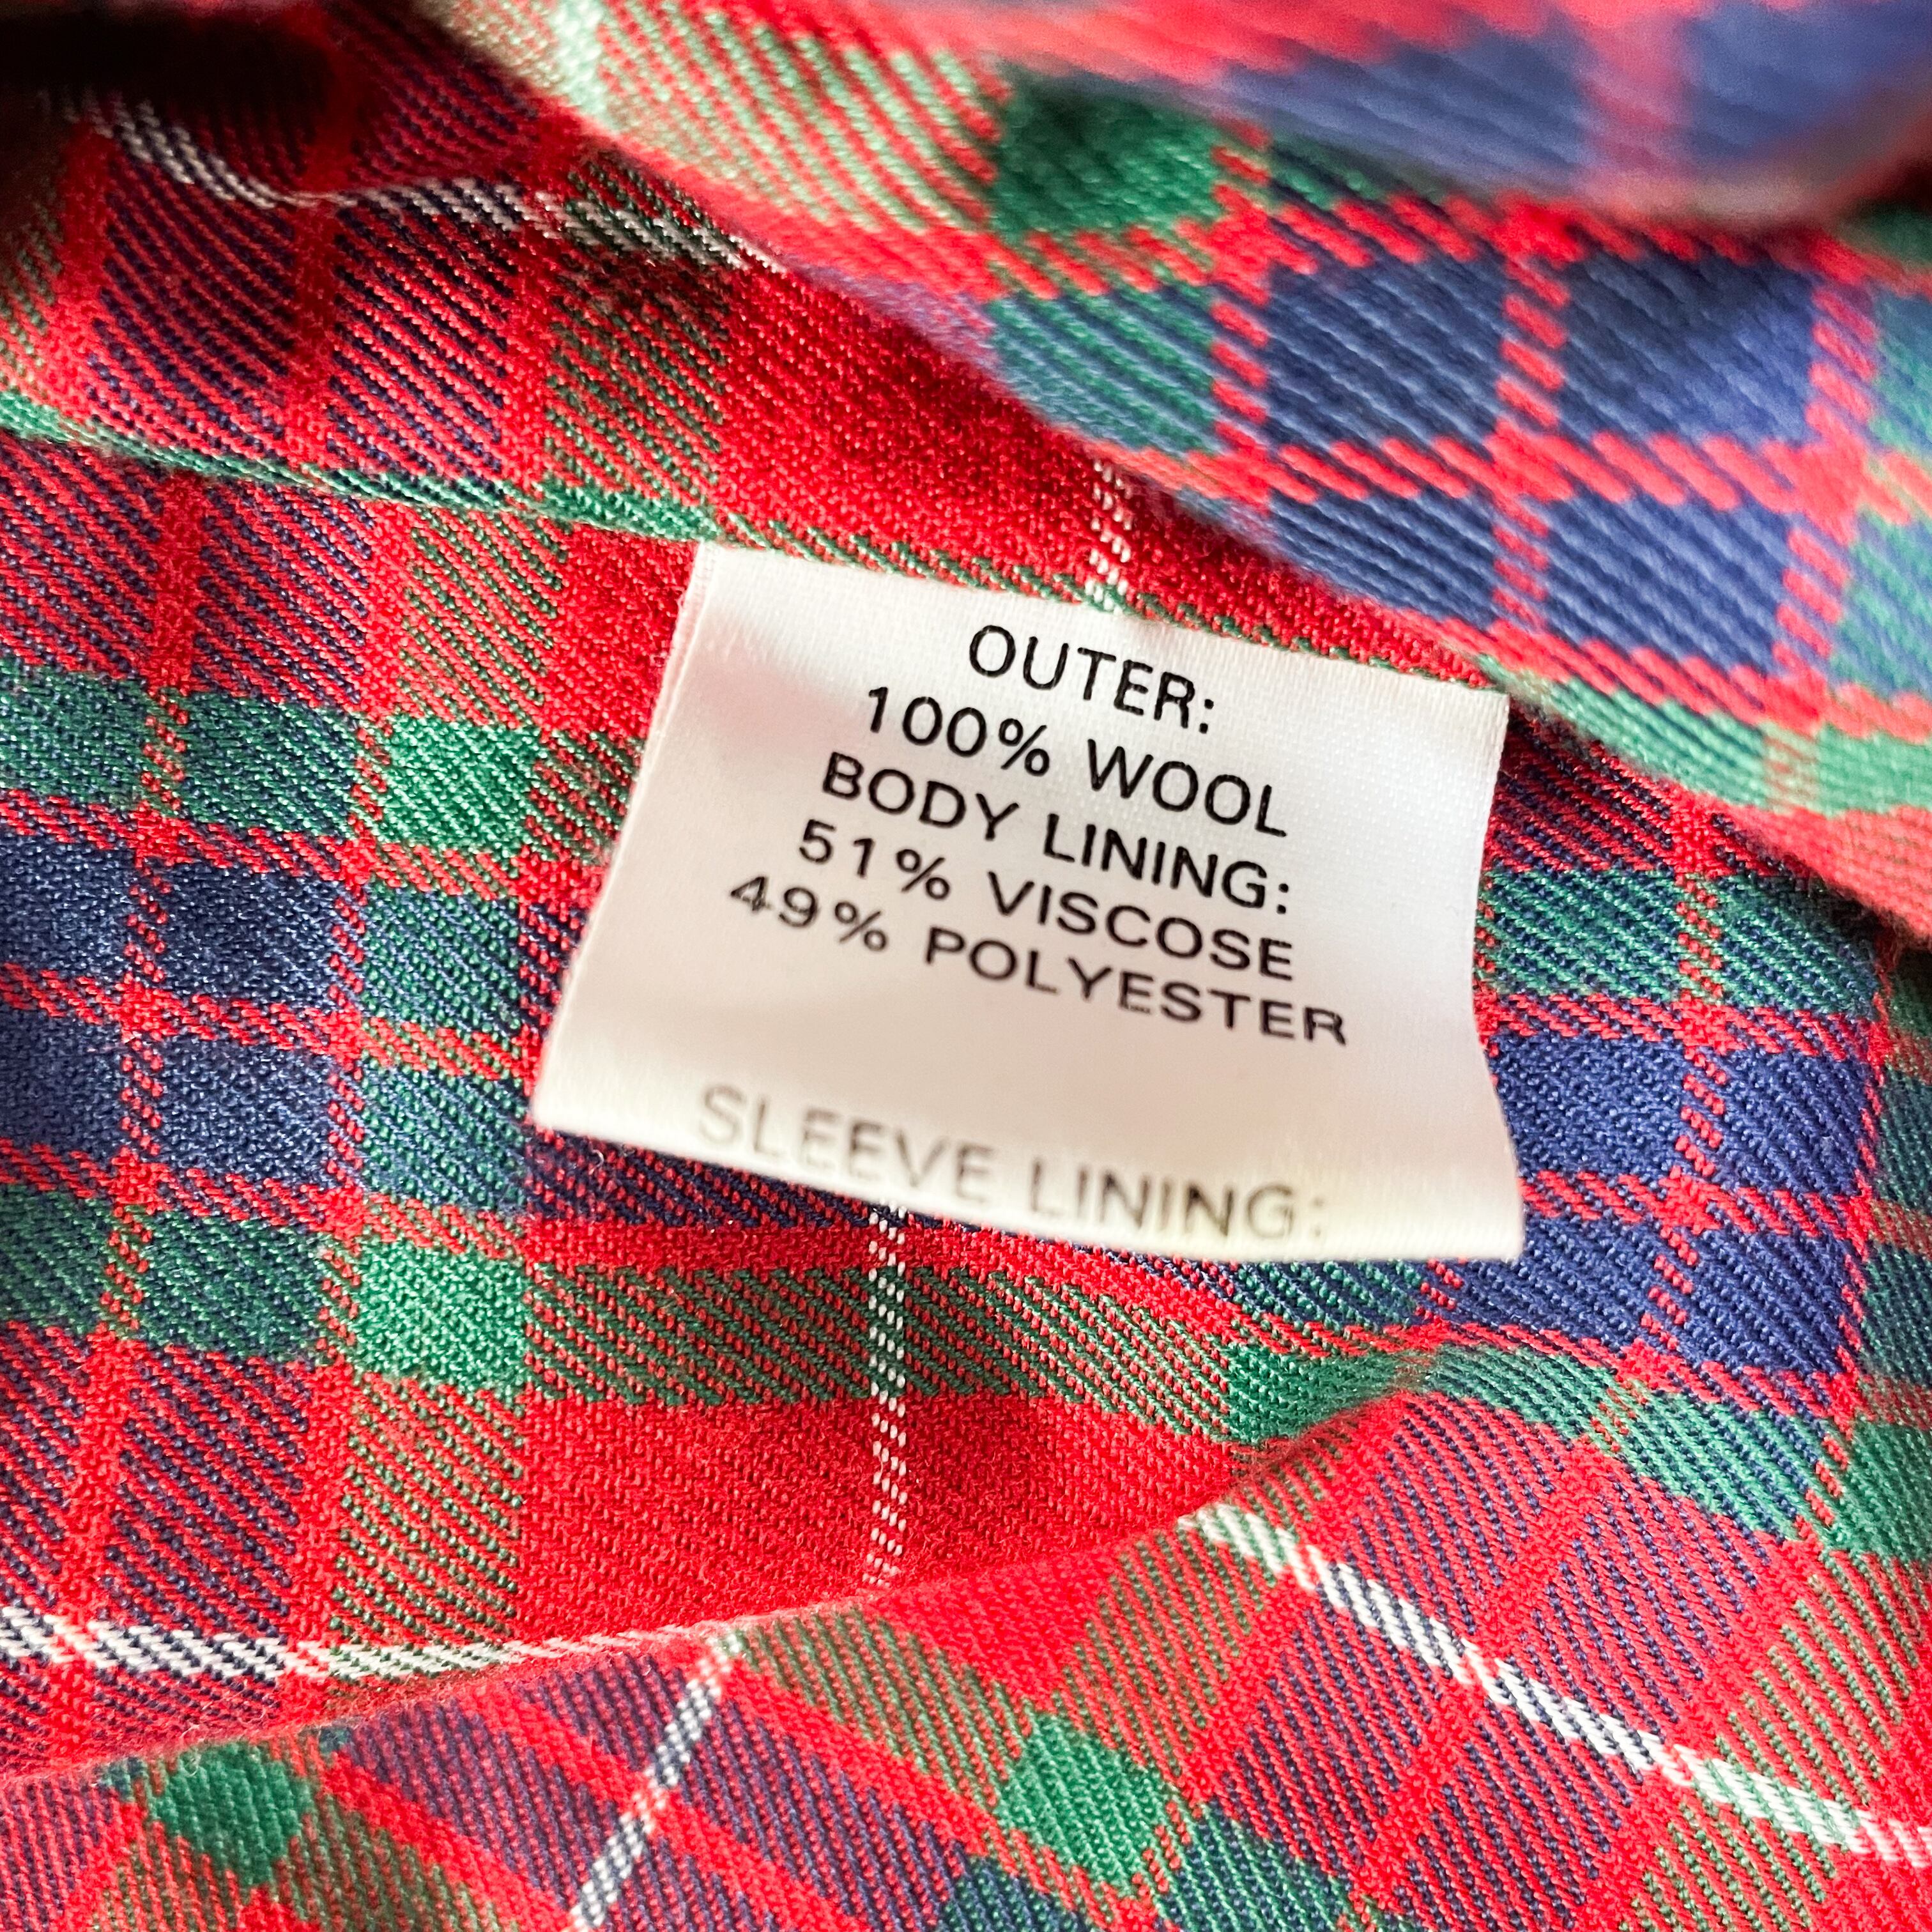 OUTER:
100% WOOL
BODY LINING:
51% VISCOSE
49% POLYESTER
SLEEVE LINING: